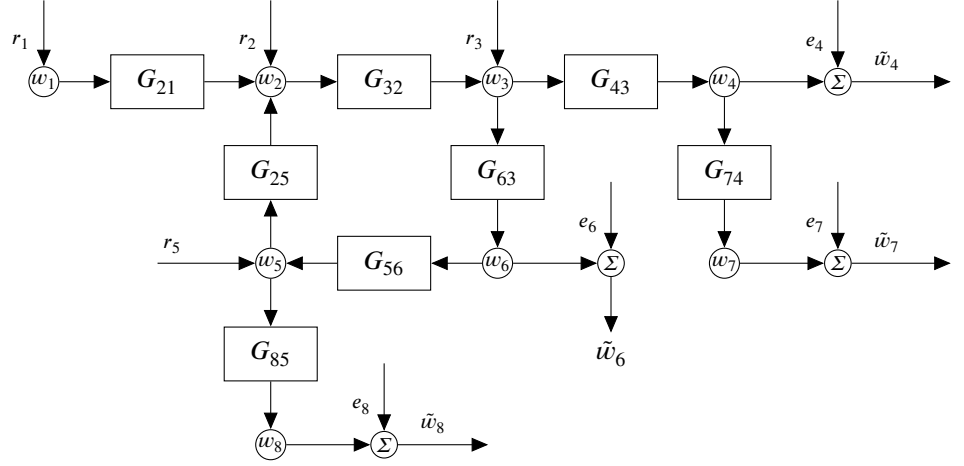 r₁ r₂ r₃ e₄ w̃₄
w₁ G₂₁ w₂ G₃₂ w₃ G₄₃ w₄ Σ
G₂₅ G₆₃ G₇₄
r₅ e₆ e₇ w̃₇
w₅ G₅₆ w₆ Σ w₇ Σ
G₈₅ w̃₆
e₈ w̃₈
w₈ Σ